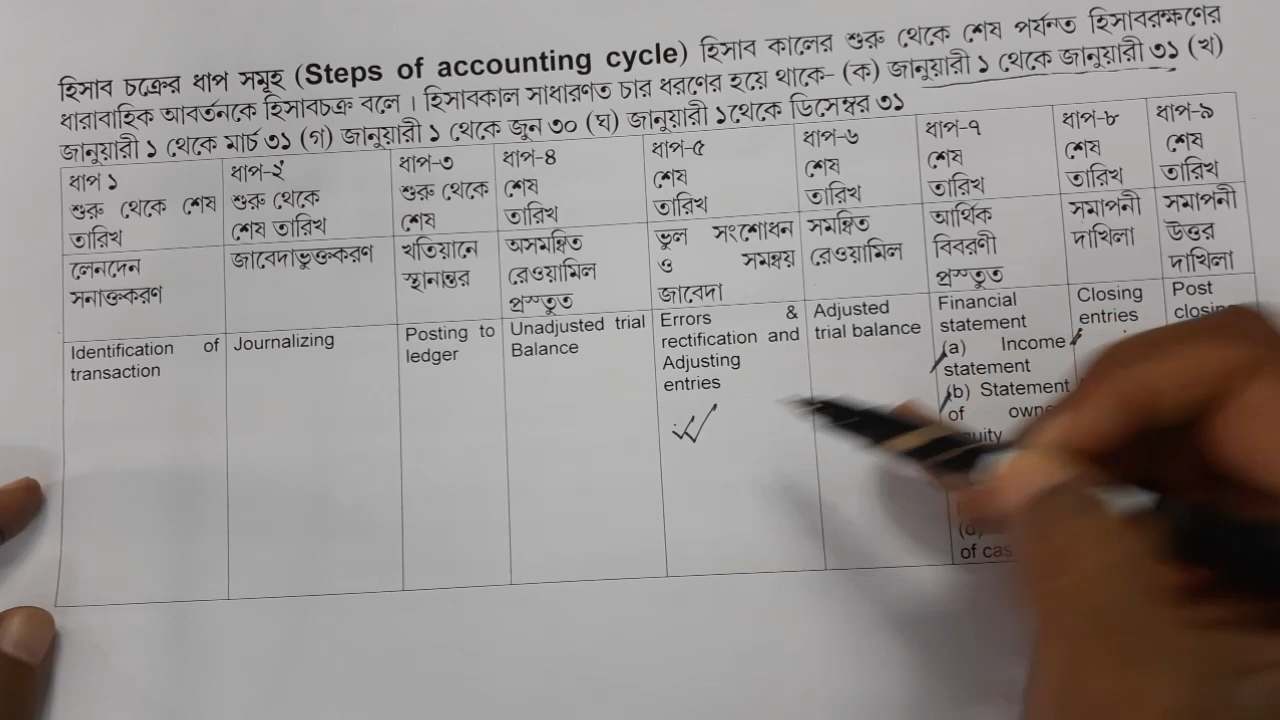 হিসাব চক্রের ধাপ সমূহ (Steps of accounting cycle) হিসাব কালের শুরু থেকে শেষ পর্যন্ত হিসাবরক্ষণের
ধারাবাহিক আবর্তনকে হিসাবচক্র বলে । হিসাবকাল সাধারণত চার ধরণের হয়ে থাকে- (ক) জানুয়ারী ১ থেকে জানুয়ারী ৩১ (খ)
জানুয়ারী ১ থেকে মার্চ ৩১ (গ) জানুয়ারী ১ থেকে জুন ৩০ (ঘ) জানুয়ারী ১থেকে ডিসেম্বর ৩১
ধাপ ১
শুরু থেকে শেষ
তারিখ
ধাপ-২
শুরু থেকে
শেষ তারিখ
ধাপ-৩
শুরু থেকে
শেষ
ধাপ-৪
শেষ
তারিখ
ধাপ-৫
শেষ
তারিখ
ধাপ-৬
শেষ
তারিখ
ধাপ-৭
শেষ
তারিখ
ধাপ-৮
শেষ
তারিখ
ধাপ-৯
শেষ
তারিখ
লেনদেন
সনাক্তকরণ
জাবেদাভুক্তকরণ
খতিয়ানে
স্থানান্তর
অসমন্বিত
রেওয়ামিল
প্রস্তুত
ভুল সংশোধন
ও সমন্বয়
জাবেদা
সমন্বিত
রেওয়ামিল
আর্থিক
বিবরণী
প্রস্তুত
সমাপনী
দাখিলা
সমাপনী
উত্তর
দাখিলা
Identification of
transaction
Journalizing
Posting to
ledger
Unadjusted trial
Balance
Errors &
rectification and
Adjusting
entries
Adjusted
trial balance
Financial
statement
(a) Income
statement
(b) Statement
of
of
Closing
entries
Post